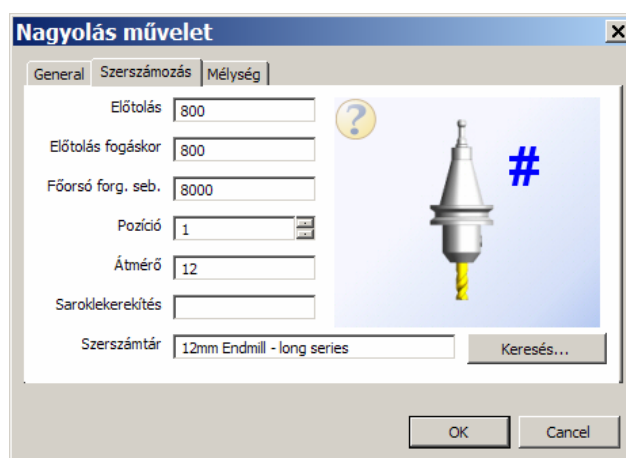 Nagyolás művelet
General Szerszámozás Mélység
Előtolás 800
Előtolás fogáskor 800
Főorsó forg. seb. 8000
Pozíció 1
Átmérő 12
Saroklekerekítés
Szerszámtár 12mm Endmill - long series Keresés...
OK Cancel
?
#